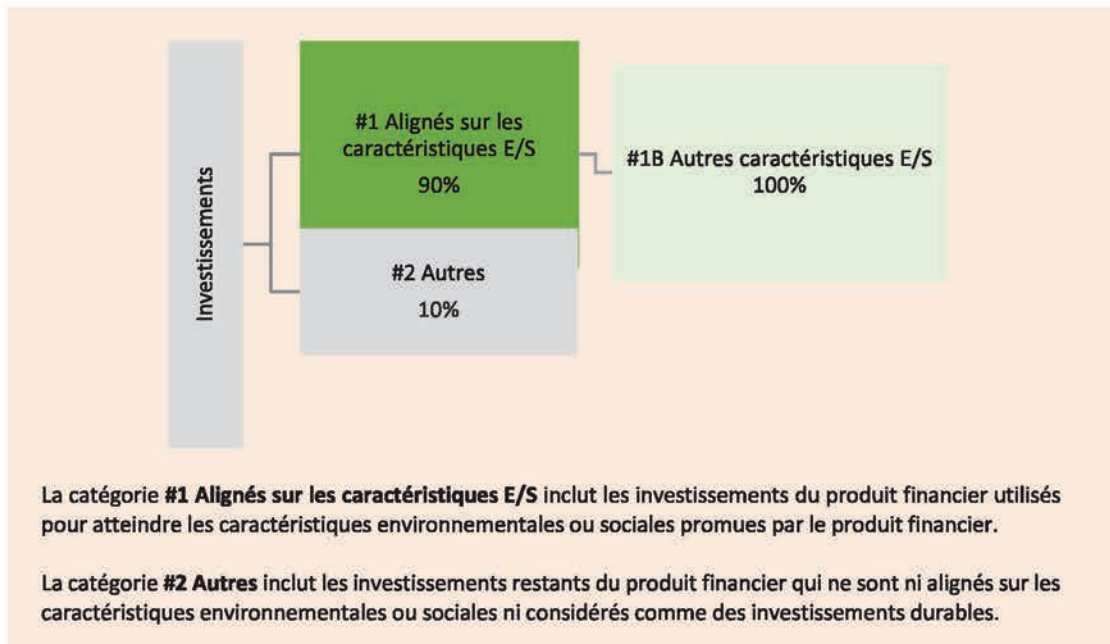 Investissements
#1 Alignés sur les
caractéristiques E/S
90%
#1B Autres caractéristiques E/S
100%
#2 Autres
10%
La catégorie #1 Alignés sur les caractéristiques E/S inclut les investissements du produit financier utilisés
pour atteindre les caractéristiques environnementales ou sociales promues par le produit financier.
La catégorie #2 Autres inclut les investissements restants du produit financier qui ne sont ni alignés sur les
caractéristiques environnementales ou sociales ni considérés comme des investissements durables.